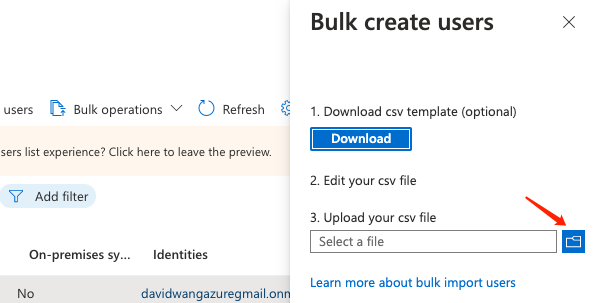 Bulk create users
users
Bulk operations
Refresh
sers list experience? Click here to leave the preview.
Add filter
On-premises sy...
Identities
No
davidwangazuregmail.onm
1. Download csv template (optional)
Download
2. Edit your csv file
3. Upload your csv file
Select a file
Learn more about bulk import users